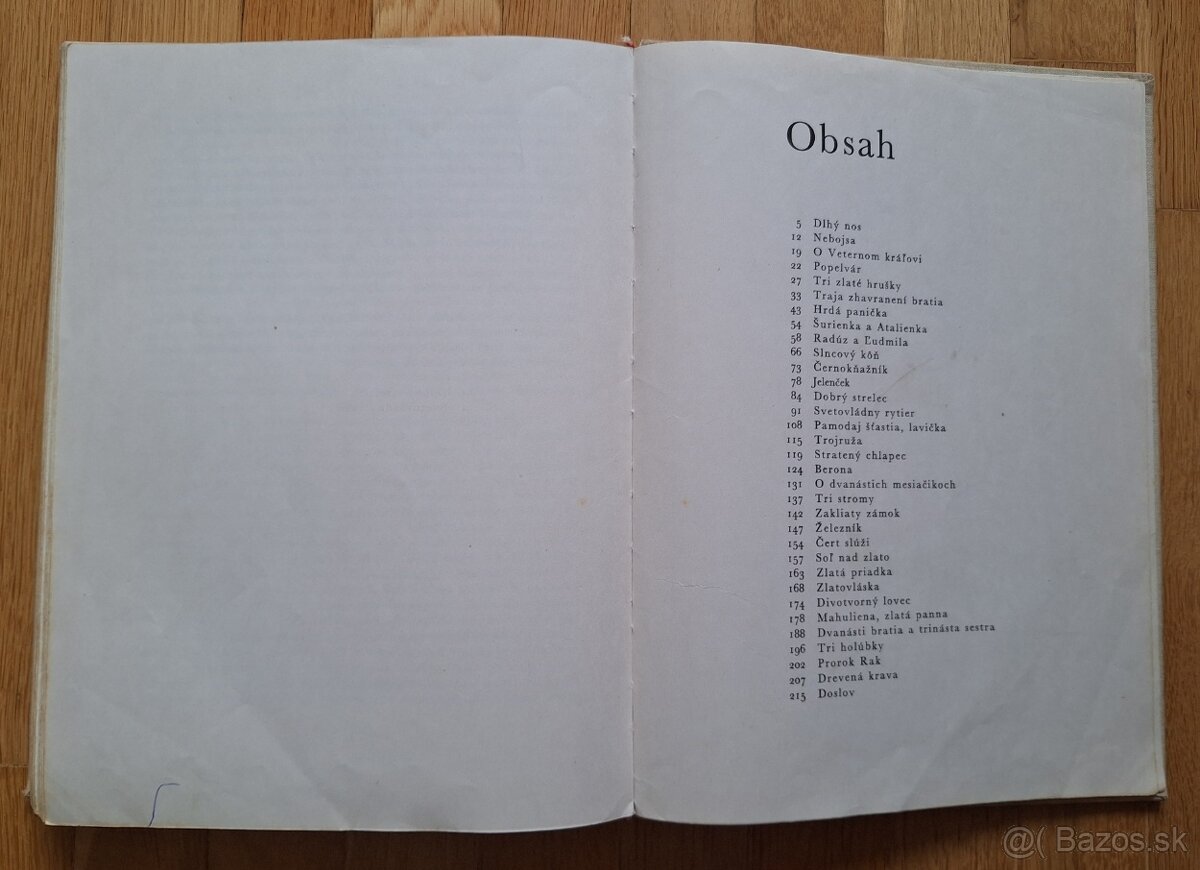 Obsah
5 Dlhý nos
12 Nebojsa
19 O Veternom kráľovi
22 Popelvár
27 Tri zlaté hrušky
33 Traja zhavranení bratia
43 Hrdá panička
54 Šurienka a Atalienka
58 Radúz a Ľudmila
66 Slncový kôň
73 Černokňažník
78 Jelenček
84 Dobrý strelec
91 Svetovládny rytier
108 Pamodaj šťastia, lavička
115 Trojruža
119 Stratený chlapec
124 Berona
131 O dvanástich mesiačikoch
137 Tri stromy
142 Zakliaty zámok
147 Železník
154 Čert slúži
157 Soľ nad zlato
163 Zlatá priadka
168 Zlatovláska
174 Divotvorný lovec
178 Mahuliena, zlatá panna
188 Dvanásti bratia a trinásta sestra
196 Tri holúbky
202 Prorok Rak
207 Drevená krava
215 Doslov
@( Bazos.sk